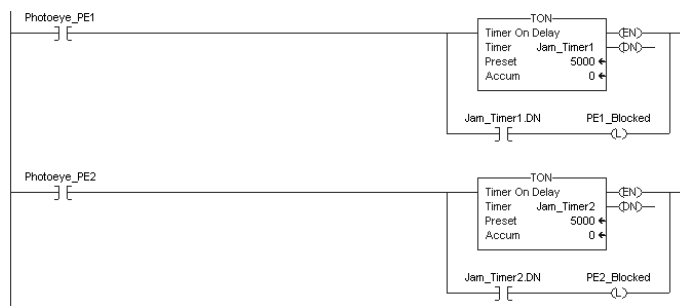 Photoeye_PE1
TON
Timer On Delay
EN
Timer Jam_Timer1
DN
Preset 5000
Accum 0
Jam_Timer1.DN PE1_Blocked
L
Photoeye_PE2
TON
Timer On Delay
EN
Timer Jam_Timer2
DN
Preset 5000
Accum 0
Jam_Timer2.DN PE2_Blocked
L